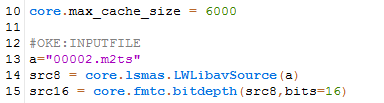 10 core.max_cache_size = 6000
11
12 #OKE:INPUTFILE
13 a="00002.m2ts"
14 src8 = core.lsmas.LWLibavSource(a)
15 src16 = core.fmtc.bitdepth(src8,bits=16)